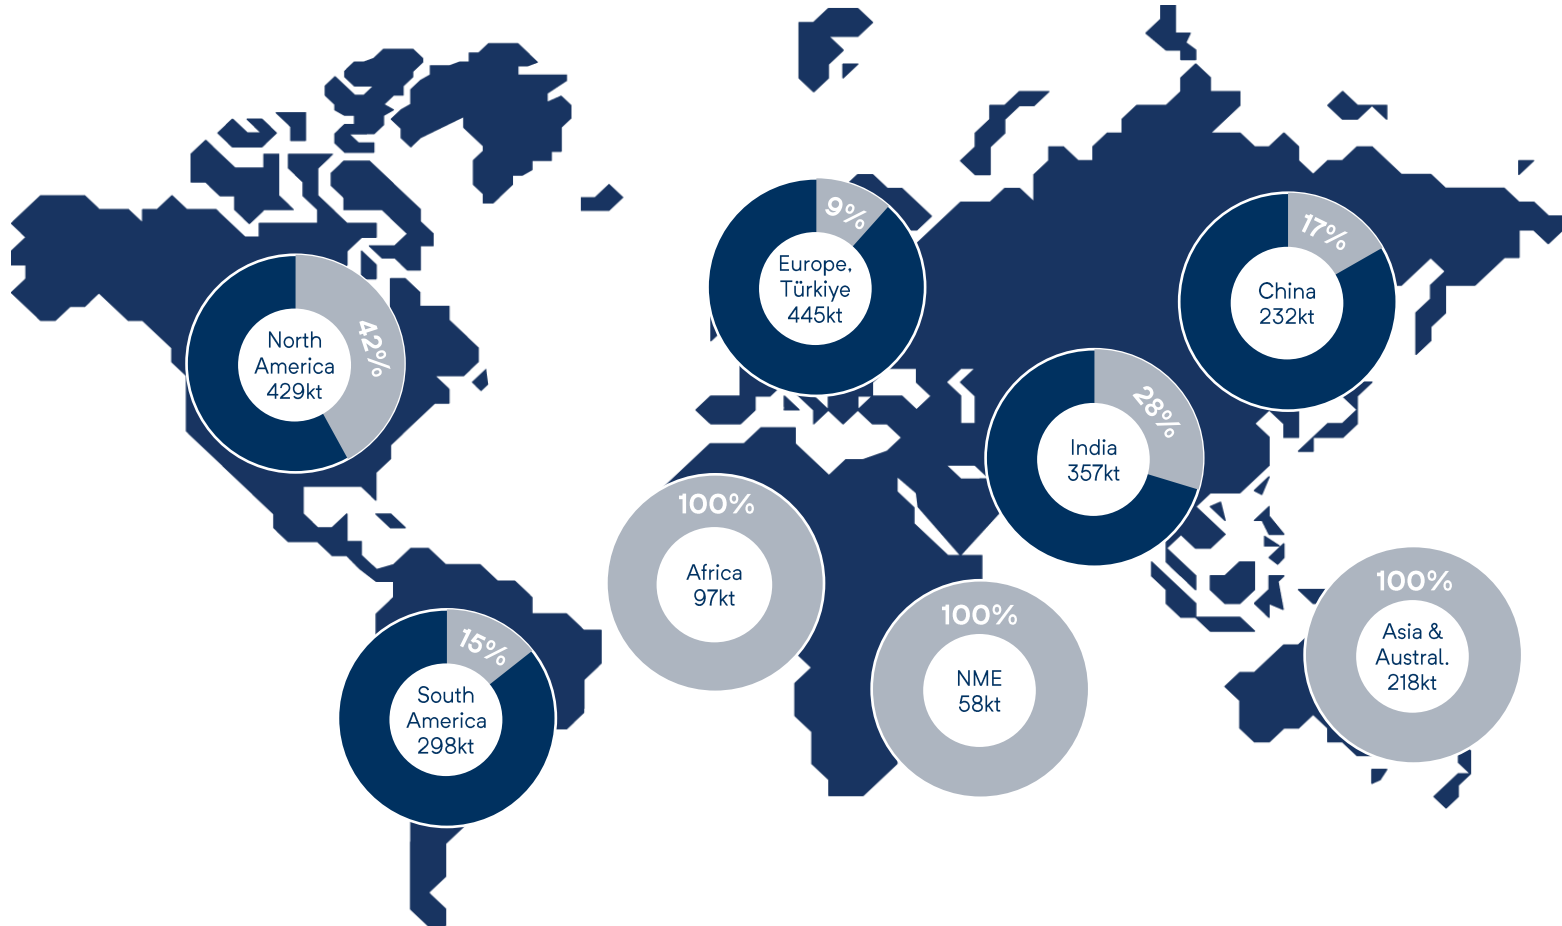 42%
North
America
429kt
9%
Europe,
Türkiye
445kt
17%
China
232kt
28%
India
357kt
100%
Africa
97kt
100%
NME
58kt
100%
Asia &
Austral.
218kt
15%
South
America
298kt